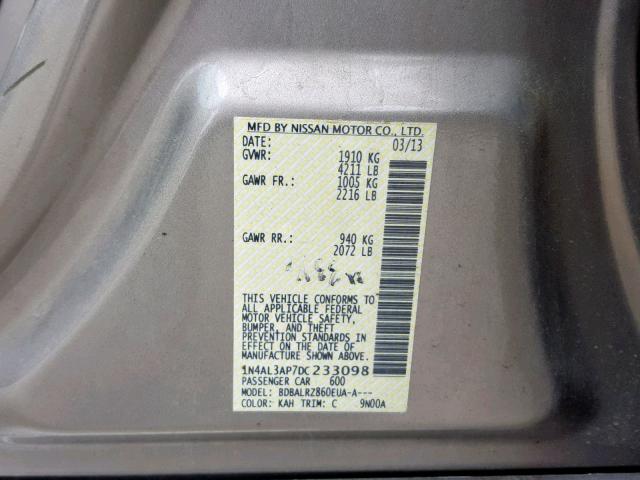 MFD BY NISSAN MOTOR CO., LTD.
DATE: 03/13
GVWR: 1910 KG
4211 LB
GAWR FR.: 1005 KG
2216 LB
GAWR RR.: 940 KG
2072 LB
THIS VEHICLE CONFORMS TO
ALL APPLICABLE FEDERAL
MOTOR VEHICLE SAFETY,
BUMPER, AND THEFT
PREVENTION STANDARDS IN
EFFECT ON THE DATE OF
MANUFACTURE SHOWN ABOVE.
1N4AL3AP7DC233098
PASSENGER CAR 600
MODEL: BDBALRZ860EUA-A---
COLOR: KAH TRIM: C 9N00A